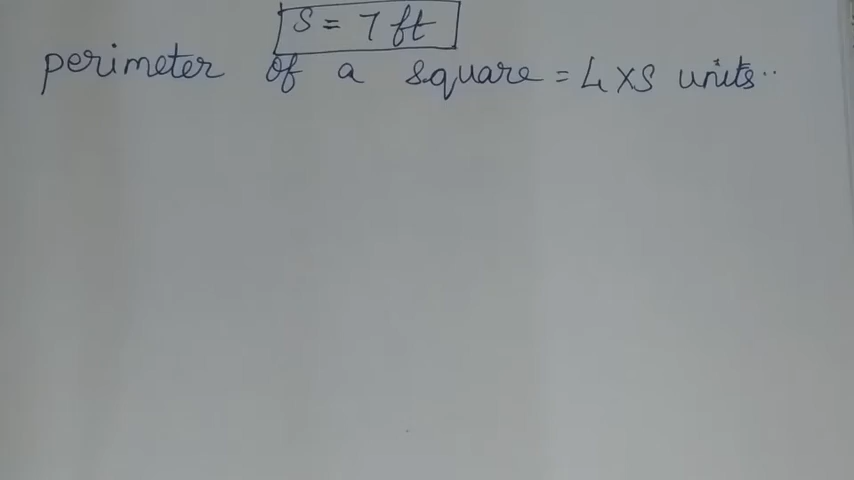 S = 7 ft
perimeter of a square = 4 × S units..